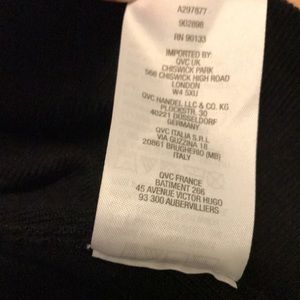 A297877
902898
RN 90133
IMPORTED BY:
QVC UK
CHISWICK PARK
566 CHISWICK HIGH ROAD
LONDON
W4 5XU
QVC HANDEL LLC & CO. KG
PLOCKSTR. 30
40221 DÜSSELDORF
GERMANY
QVC ITALIA S.R.L
VIA GUZZINA 18
20861 BRUGHERIO (MB)
ITALY
QVC FRANCE
BATIMENT 266
45 AVENUE VICTOR HUGO
93 300 AUBERVILLIERS